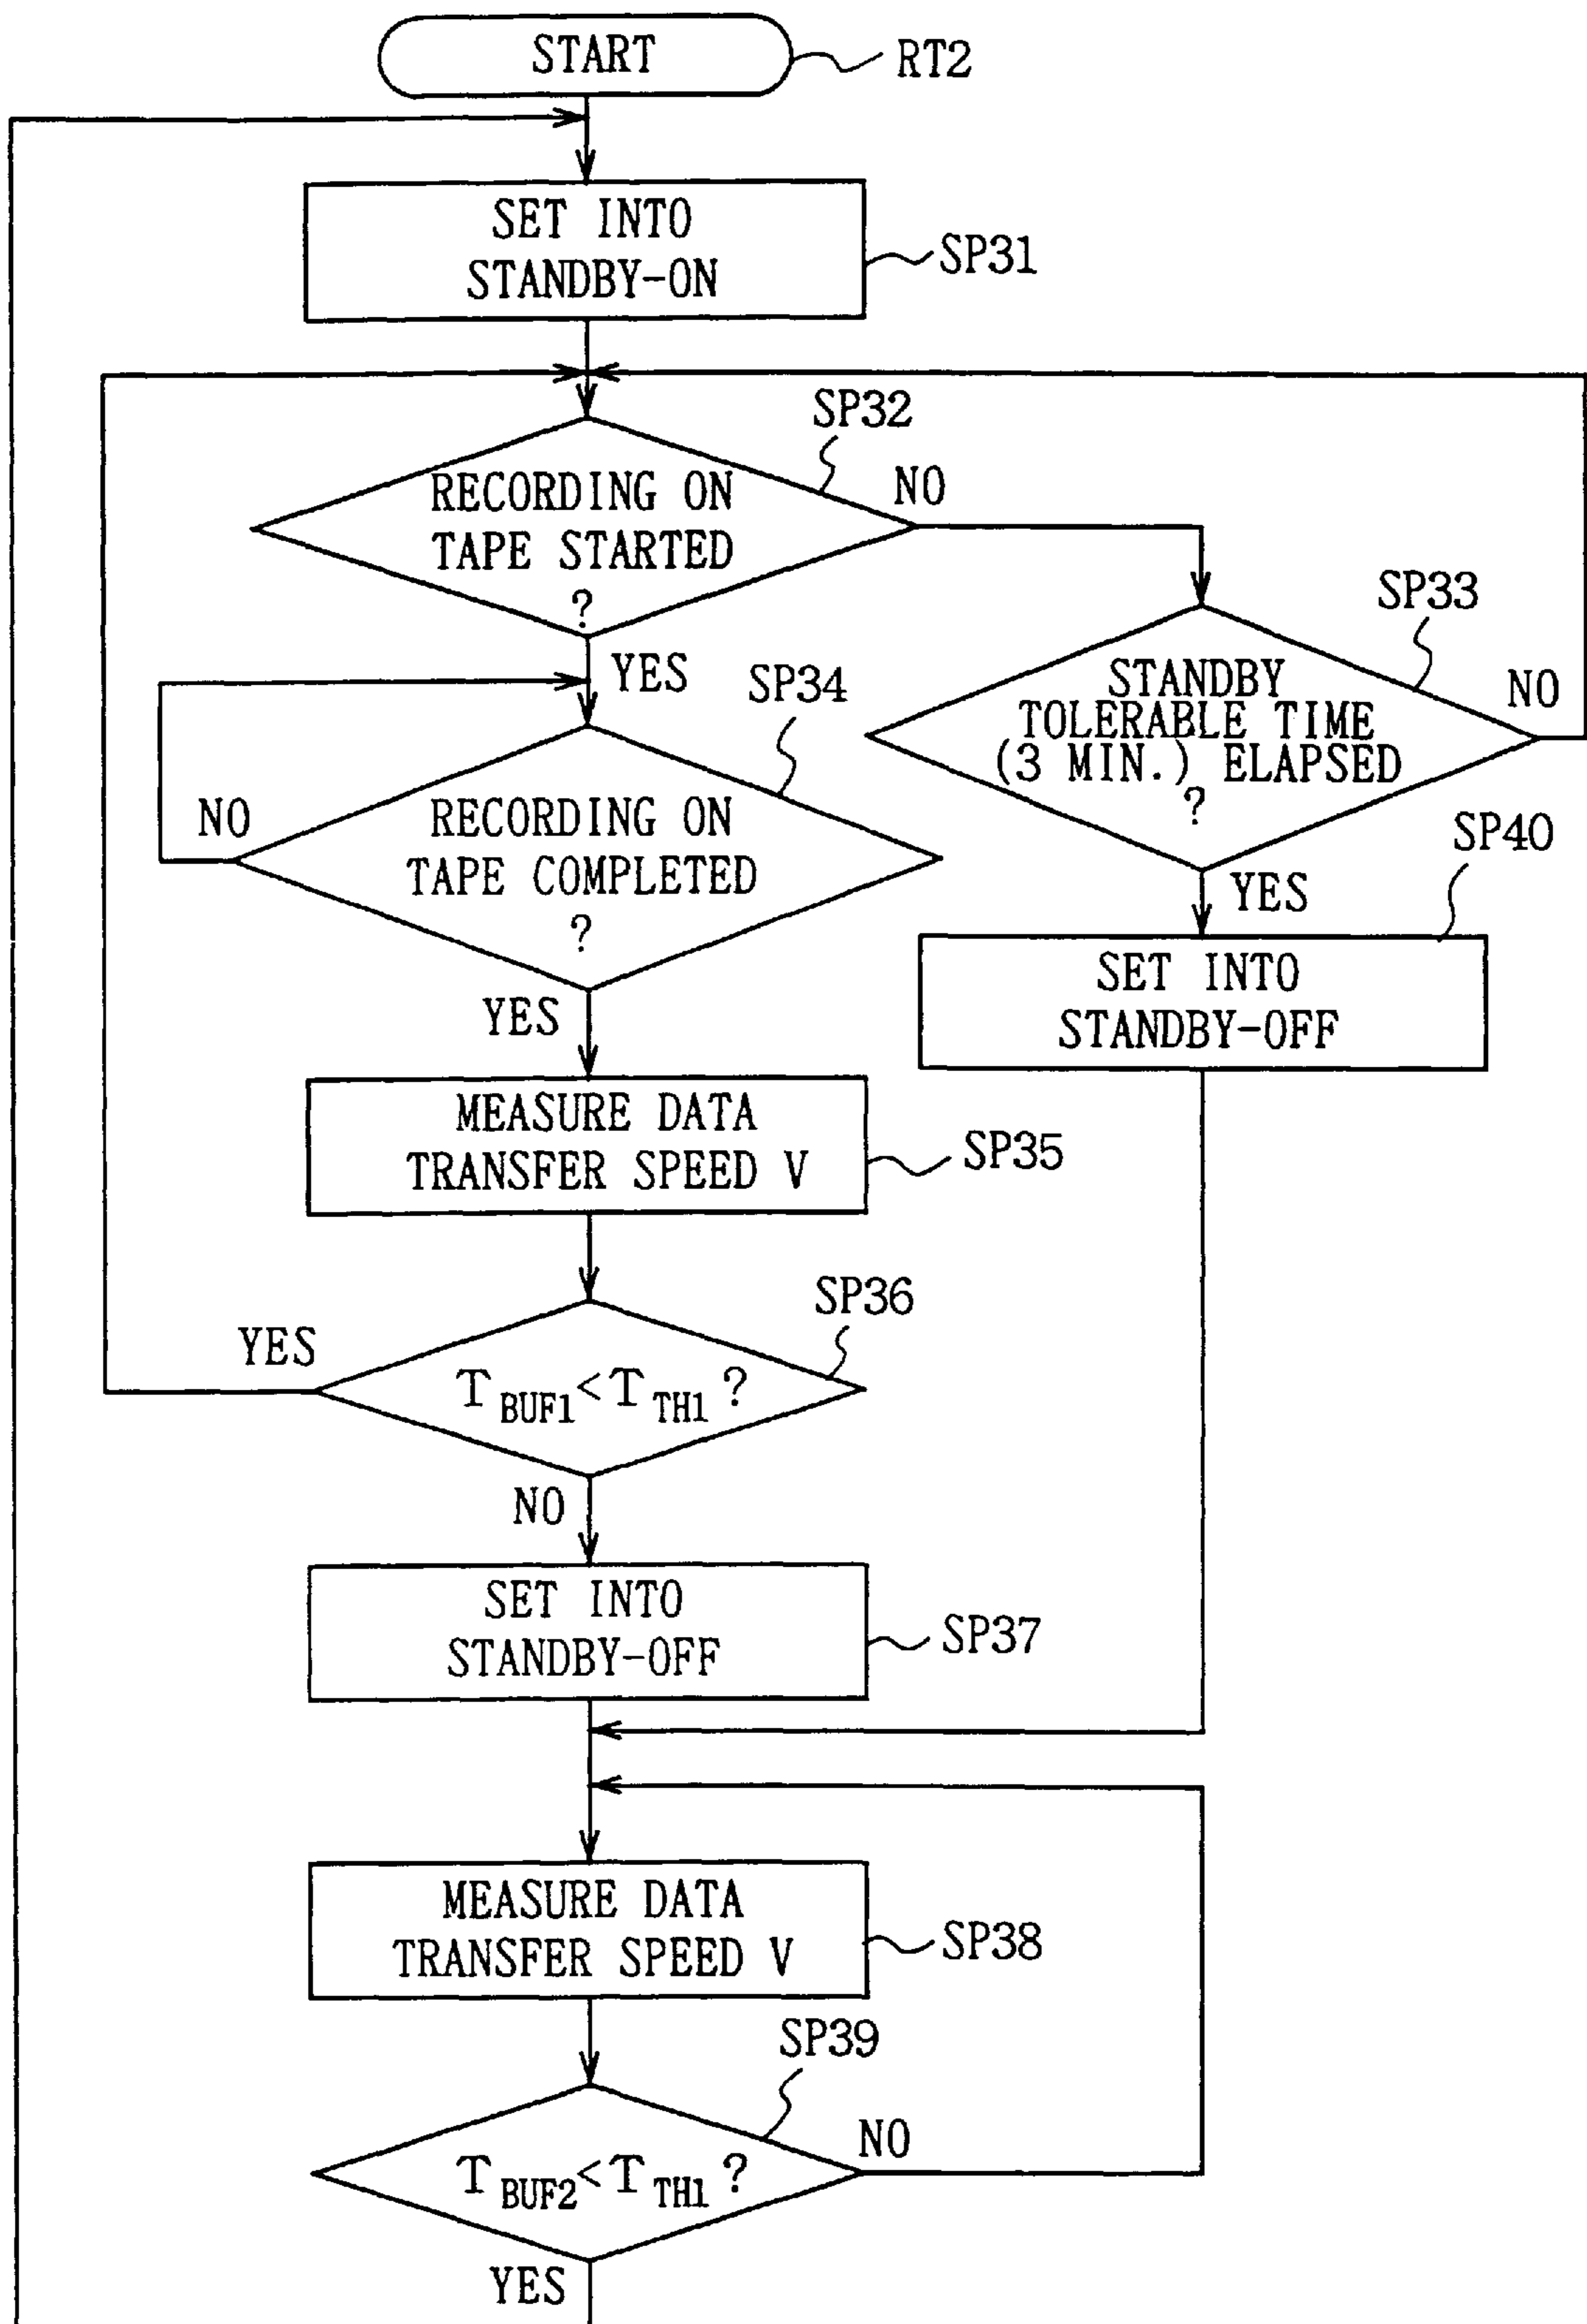 START
RT2
SET INTO
STANDBY-ON
SP31
SP32
RECORDING ON
TAPE STARTED
?
NO
YES
SP33
STANDBY
TOLERABLE TIME
(3 MIN.) ELAPSED
?
NO
YES
SP34
RECORDING ON
TAPE COMPLETED
?
NO
YES
SP40
SET INTO
STANDBY-OFF
MEASURE DATA
TRANSFER SPEED V
SP35
SP36
YES
T BUF1 < T TH1 ?
NO
SET INTO
STANDBY-OFF
SP37
MEASURE DATA
TRANSFER SPEED V
SP38
SP39
T BUF2 < T TH1 ?
NO
YES